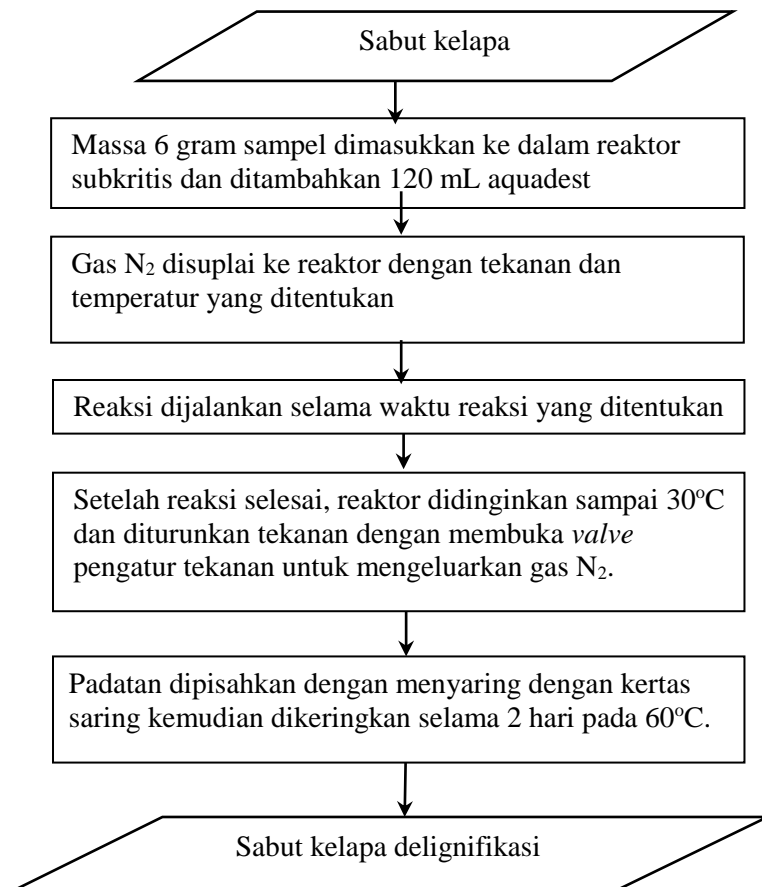 Sabut kelapa
Massa 6 gram sampel dimasukkan ke dalam reaktor
subkritis dan ditambahkan 120 mL aquadest
Gas N₂ disuplai ke reaktor dengan tekanan dan
temperatur yang ditentukan
Reaksi dijalankan selama waktu reaksi yang ditentukan
Setelah reaksi selesai, reaktor didinginkan sampai 30ºC
dan diturunkan tekanan dengan membuka valve
pengatur tekanan untuk mengeluarkan gas N₂.
Padatan dipisahkan dengan menyaring dengan kertas
saring kemudian dikeringkan selama 2 hari pada 60ºC.
Sabut kelapa delignifikasi